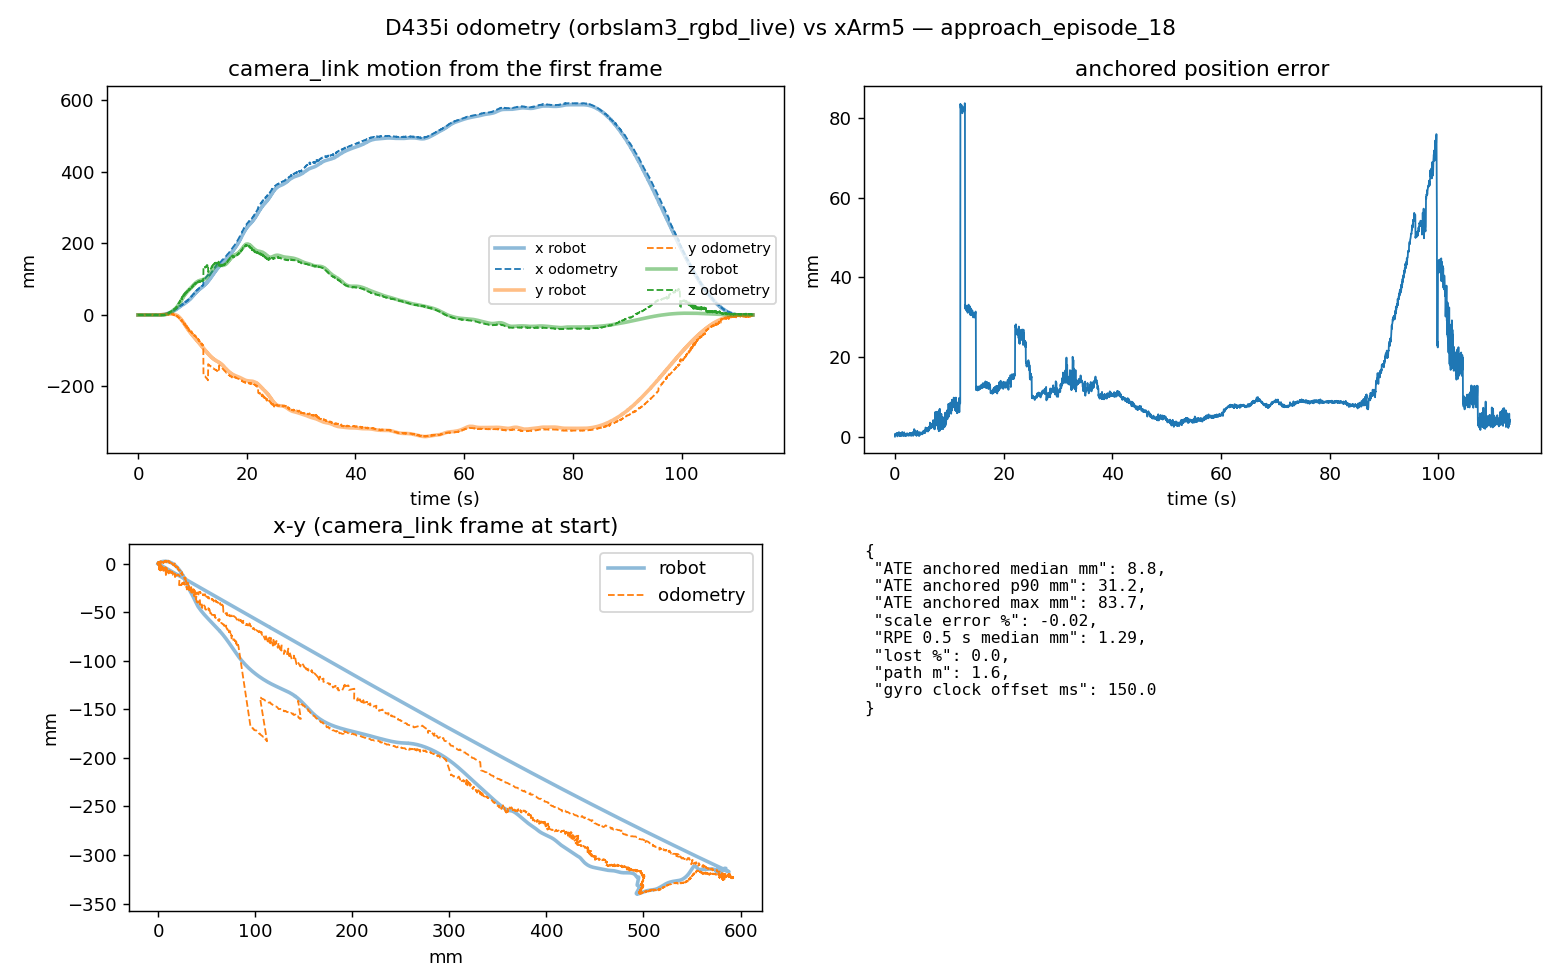 D435i odometry (orbslam3_rgbd_live) vs xArm5 — approach_episode_18
camera_link motion from the first frame
600
400
200
0
−200
mm
0
20
40
60
80
100
time (s)
x robot
x odometry
y robot
y odometry
z robot
z odometry
anchored position error
80
60
40
20
0
mm
0
20
40
60
80
100
time (s)
x-y (camera_link frame at start)
0
−50
−100
−150
−200
−250
−300
−350
mm
0
100
200
300
400
500
600
mm
robot
odometry
{
"ATE anchored median mm": 8.8,
"ATE anchored p90 mm": 31.2,
"ATE anchored max mm": 83.7,
"scale error %": -0.02,
"RPE 0.5 s median mm": 1.29,
"lost %": 0.0,
"path m": 1.6,
"gyro clock offset ms": 150.0
}